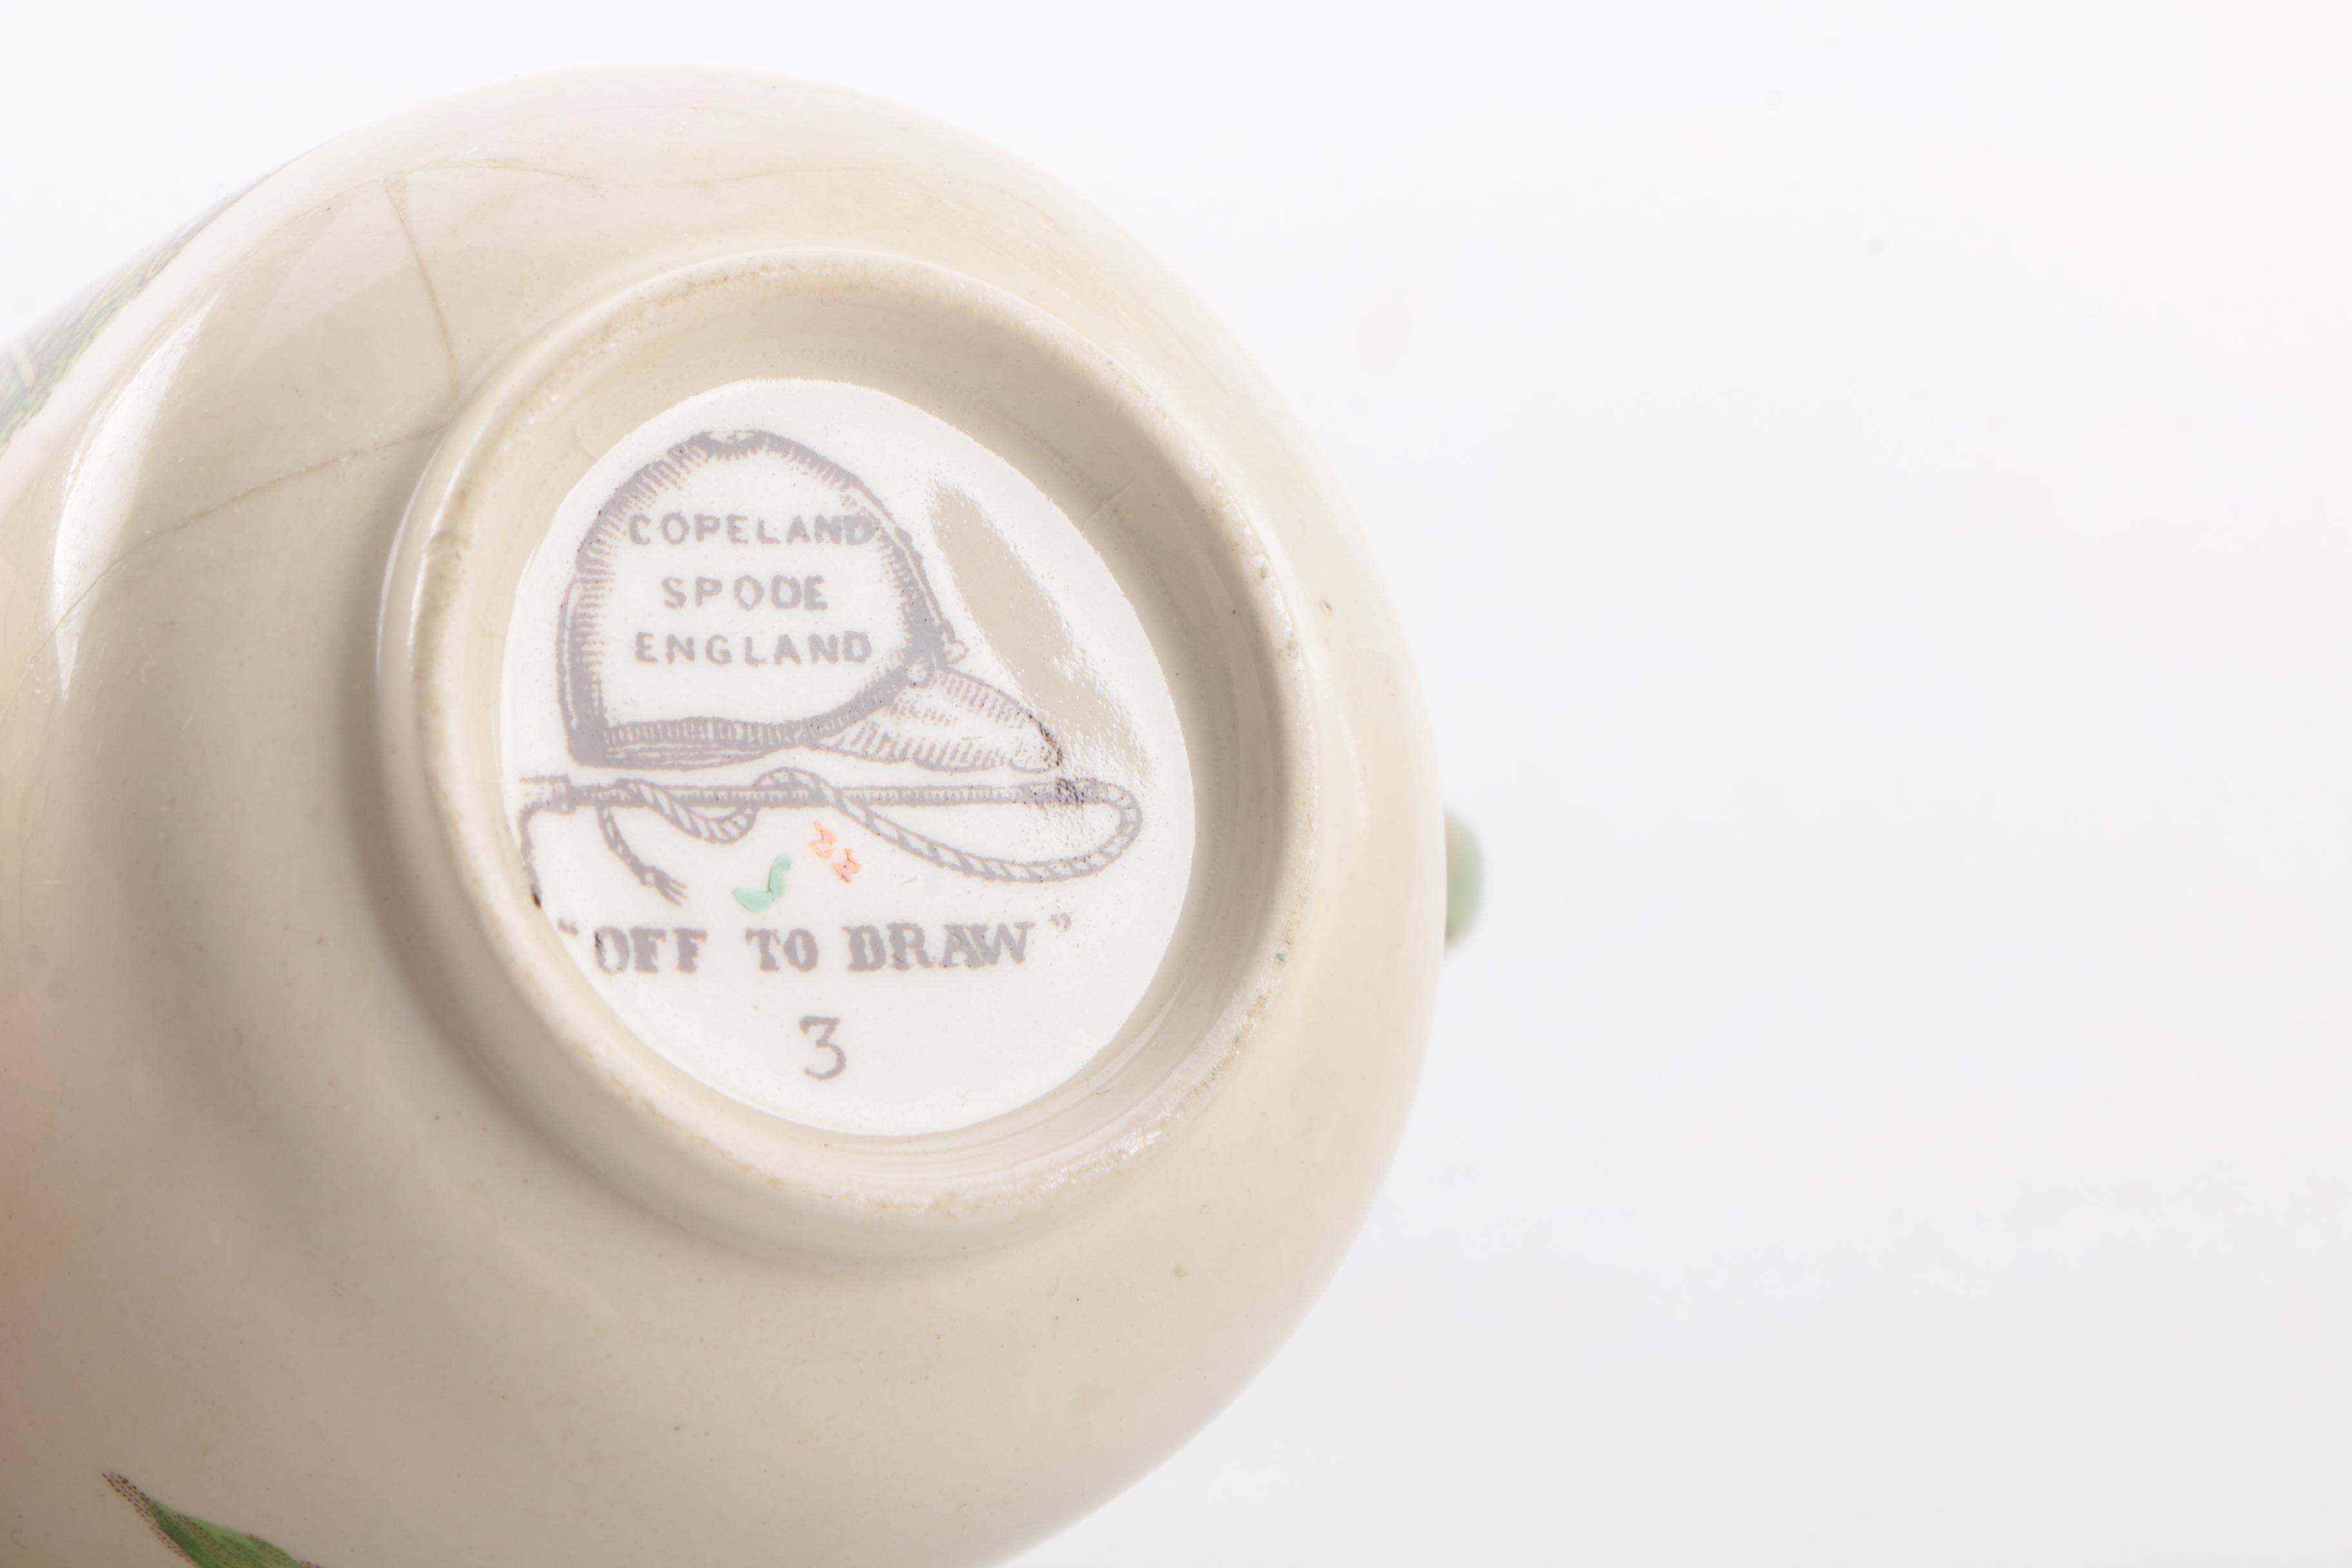 COPELAND
SPODE
ENGLAND
"OFF TO DRAW"
3